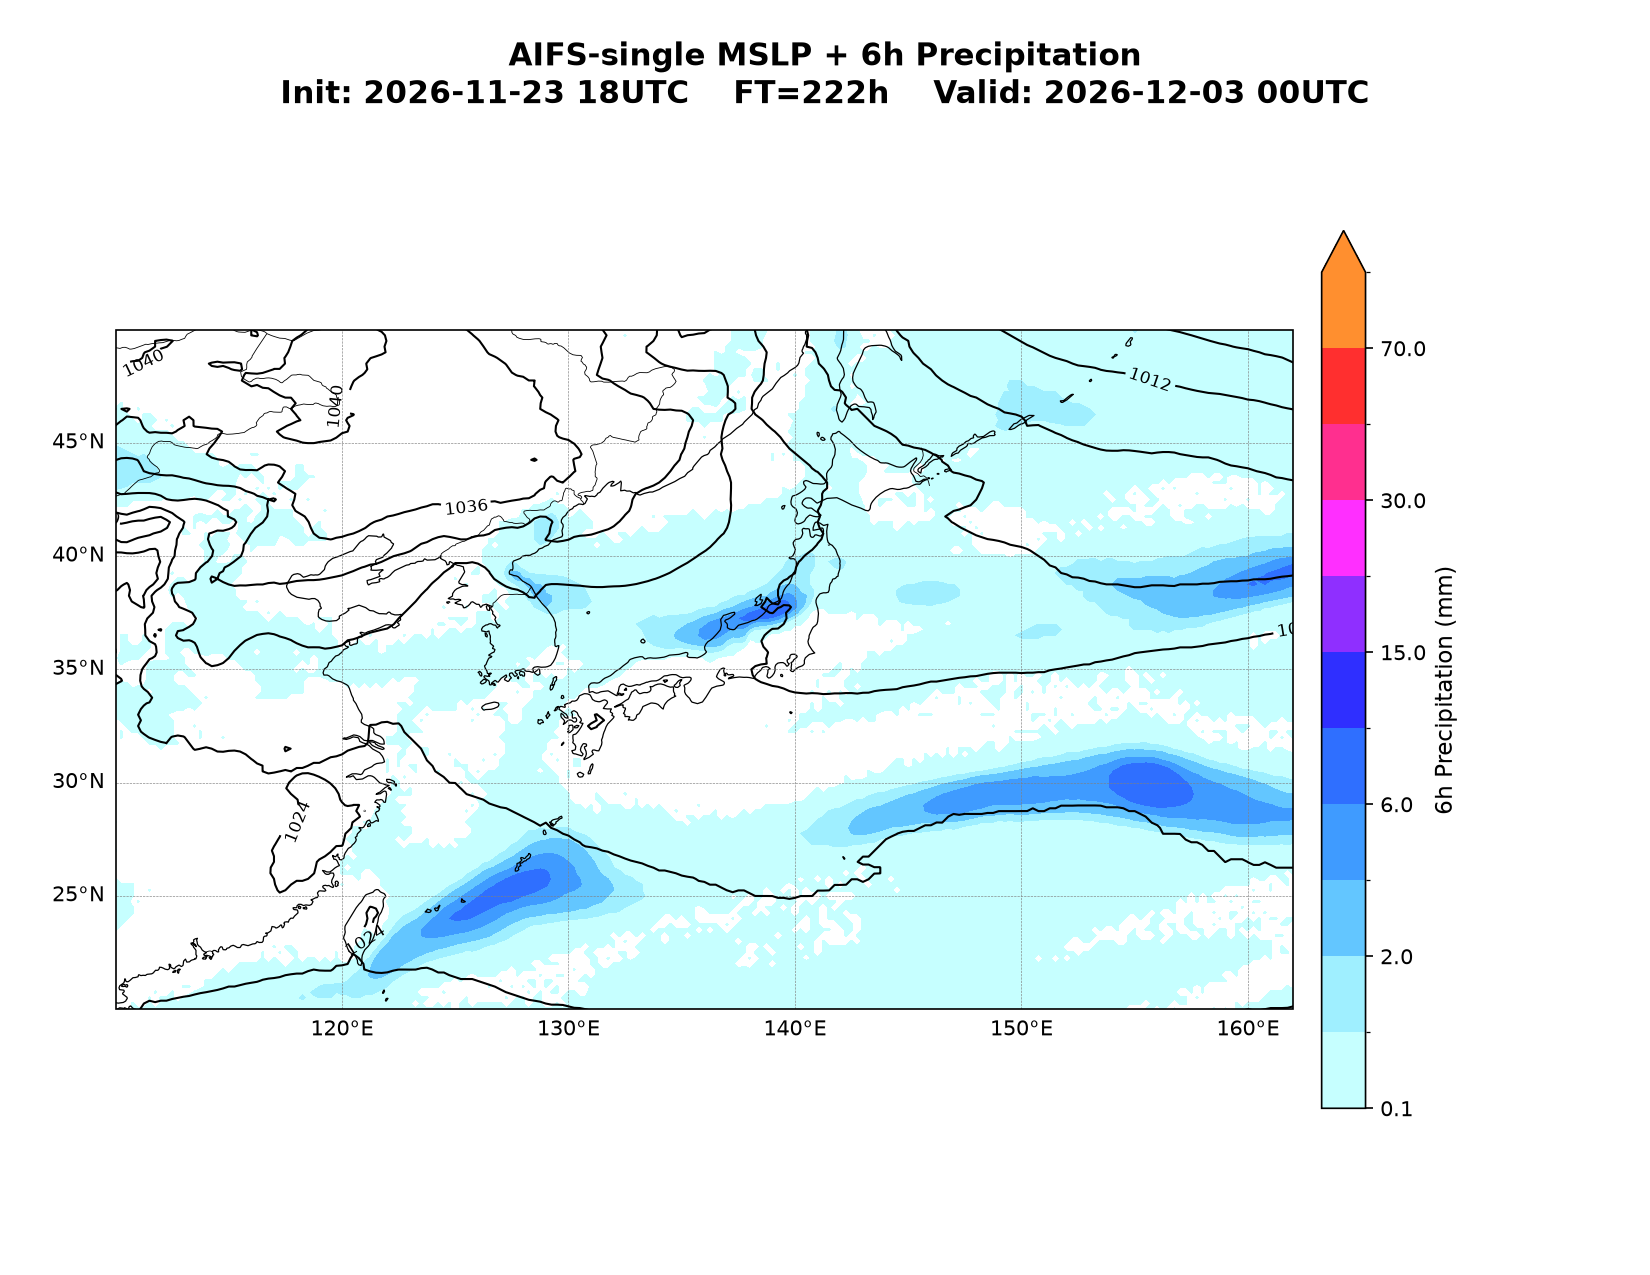 AIFS-single MSLP + 6h Precipitation
Init: 2026-11-23 18UTC    FT=222h    Valid: 2026-12-03 00UTC
1040
1040
1012
1036
10
1024
1024
45°N
40°N
35°N
30°N
25°N
120°E
130°E
140°E
150°E
160°E
70.0
30.0
15.0
6.0
2.0
0.1
6h Precipitation (mm)